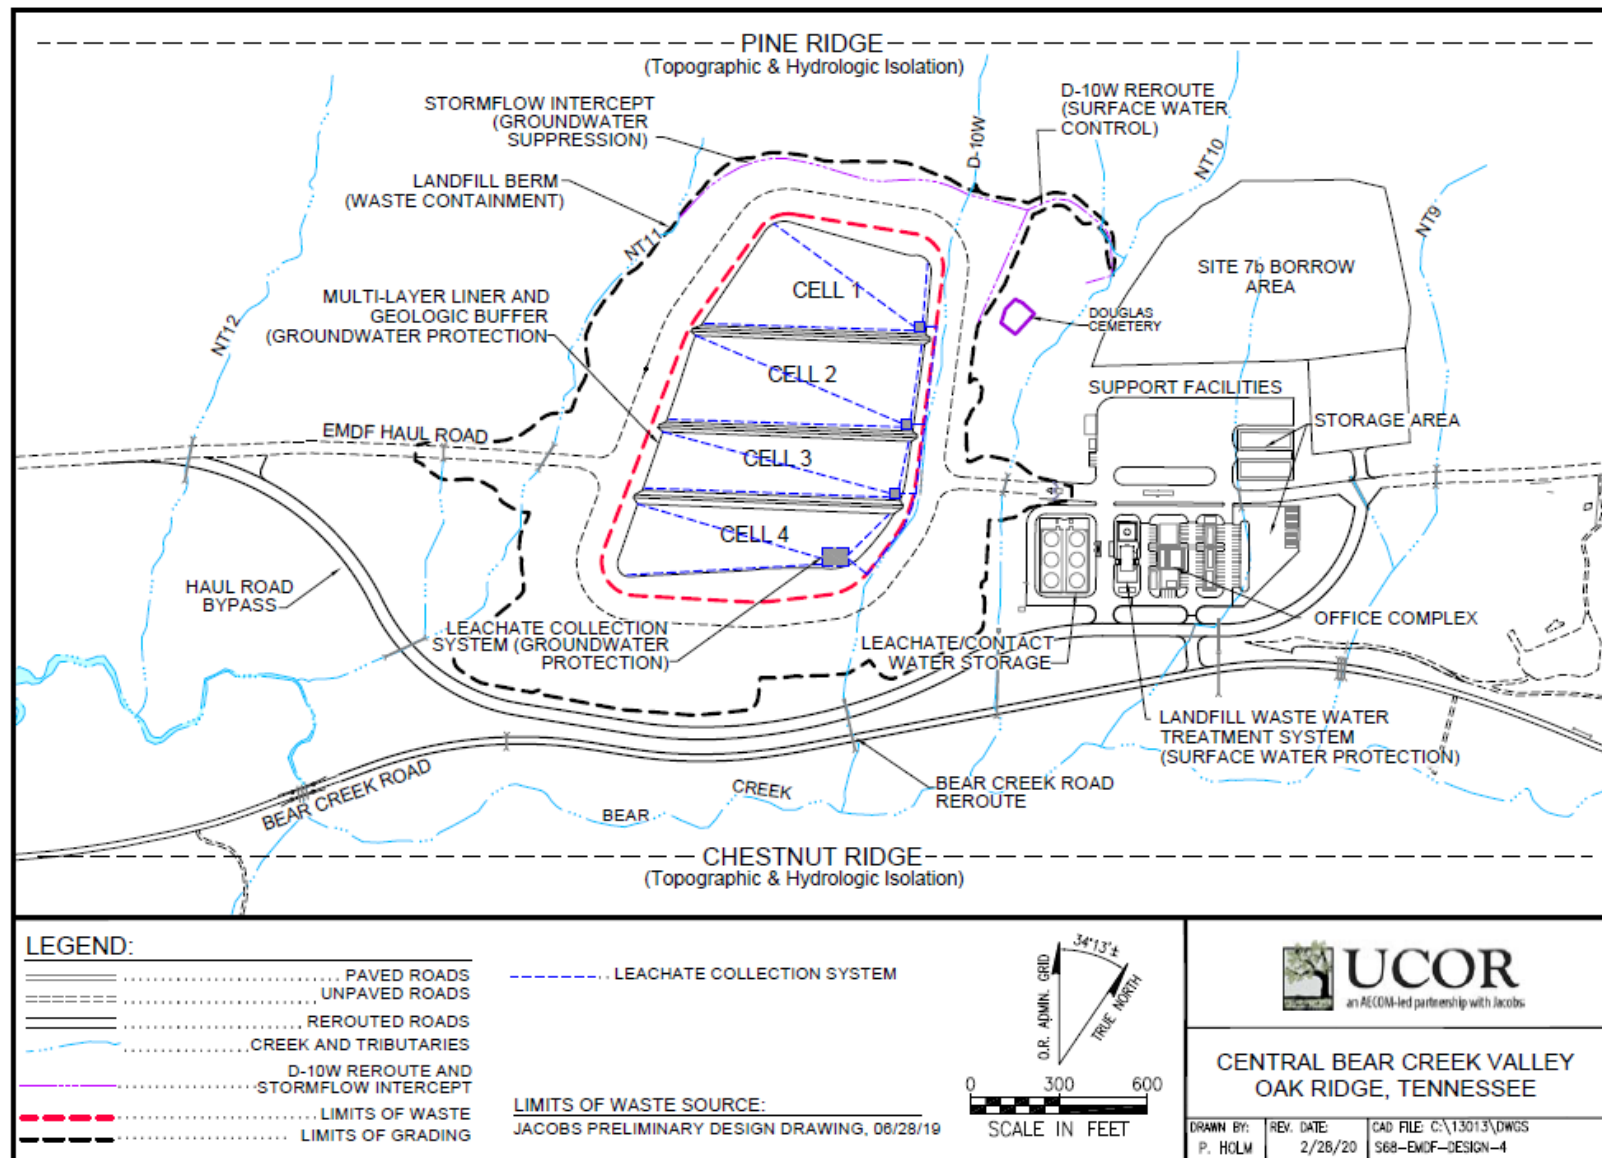 PINE RIDGE
(Topographic & Hydrologic Isolation)
STORMFLOW INTERCEPT
(GROUNDWATER
SUPPRESSION)
D-10W REROUTE
(SURFACE WATER
CONTROL)
D-10W
NT10
LANDFILL BERM
(WASTE CONTAINMENT)
NT11
NT9
SITE 7b BORROW
AREA
CELL 1
MULTI-LAYER LINER AND
GEOLOGIC BUFFER
(GROUNDWATER PROTECTION
DOUGLAS
CEMETERY
NT12
CELL 2
SUPPORT FACILITIES
STORAGE AREA
EMDF HAUL ROAD
CELL 3
CELL 4
HAUL ROAD
BYPASS
OFFICE COMPLEX
LEACHATE COLLECTION
SYSTEM (GROUNDWATER
PROTECTION)
LEACHATE/CONTACT
WATER STORAGE
LANDFILL WASTE WATER
TREATMENT SYSTEM
(SURFACE WATER PROTECTION)
BEAR CREEK ROAD
BEAR CREEK
BEAR CREEK ROAD
REROUTE
CHESTNUT RIDGE
(Topographic & Hydrologic Isolation)
LEGEND:
PAVED ROADS
UNPAVED ROADS
REROUTED ROADS
CREEK AND TRIBUTARIES
D-10W REROUTE AND
STORMFLOW INTERCEPT
LIMITS OF WASTE
LIMITS OF GRADING
LEACHATE COLLECTION SYSTEM
LIMITS OF WASTE SOURCE:
JACOBS PRELIMINARY DESIGN DRAWING, 06/28/19
34°13'±
O.R. ADMIN. GRID
TRUE NORTH
0 300 600
SCALE IN FEET
UCOR
an AECOM-led partnership with Jacobs
CENTRAL BEAR CREEK VALLEY
OAK RIDGE, TENNESSEE
DRAWN BY:
P. HOLM
REV. DATE:
2/26/20
CAD FILE: C:\13013\DWGS
S68-EMDF-DESIGN-4